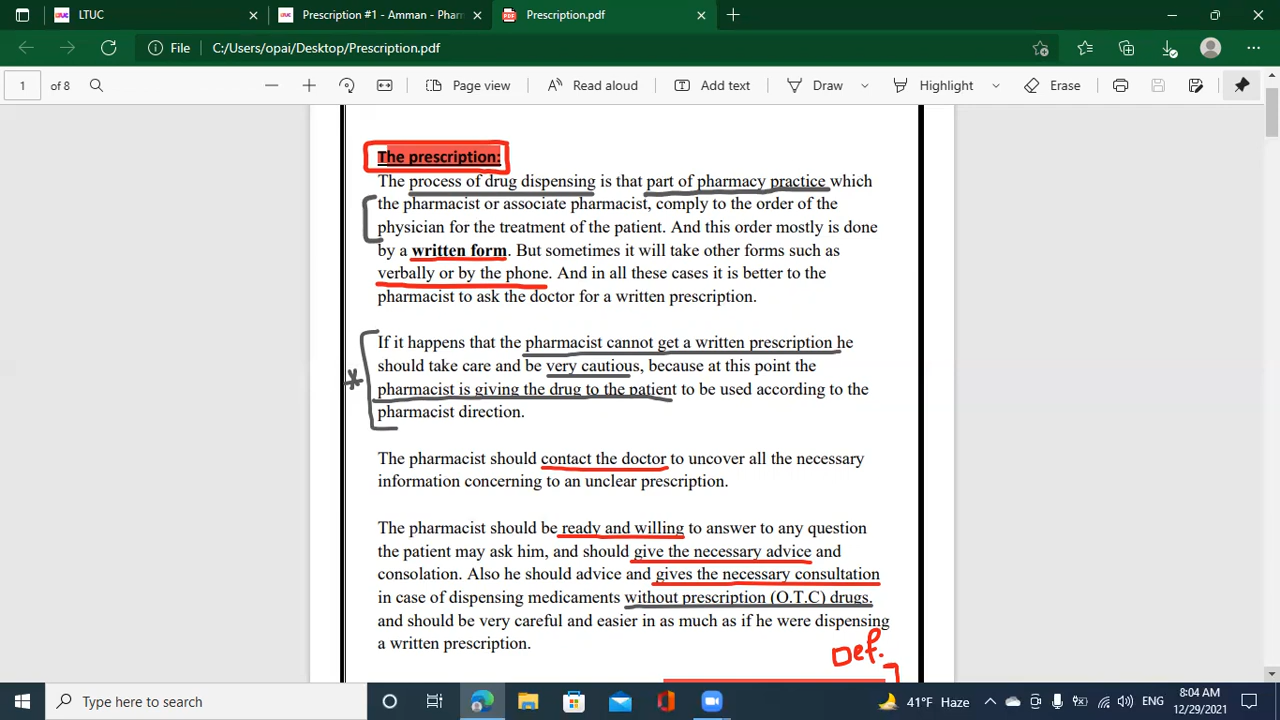 LTUC
Prescription #1 - Amman - Phar
Prescription.pdf
File C:/Users/opai/Desktop/Prescription.pdf
1 of 8 Page view Read aloud Add text Draw Highlight Erase
The prescription:
The process of drug dispensing is that part of pharmacy practice which
the pharmacist or associate pharmacist, comply to the order of the
physician for the treatment of the patient. And this order mostly is done
by a written form. But sometimes it will take other forms such as
verbally or by the phone. And in all these cases it is better to the
pharmacist to ask the doctor for a written prescription.
If it happens that the pharmacist cannot get a written prescription he
should take care and be very cautious, because at this point the
pharmacist is giving the drug to the patient to be used according to the
pharmacist direction.
The pharmacist should contact the doctor to uncover all the necessary
information concerning to an unclear prescription.
The pharmacist should be ready and willing to answer to any question
the patient may ask him, and should give the necessary advice and
consolation. Also he should advice and gives the necessary consultation
in case of dispensing medicaments without prescription (O.T.C) drugs.
and should be very careful and easier in as much as if he were dispensing
a written prescription.
Def.
Type here to search
41°F Haze
ENG
8:04 AM
12/29/2021